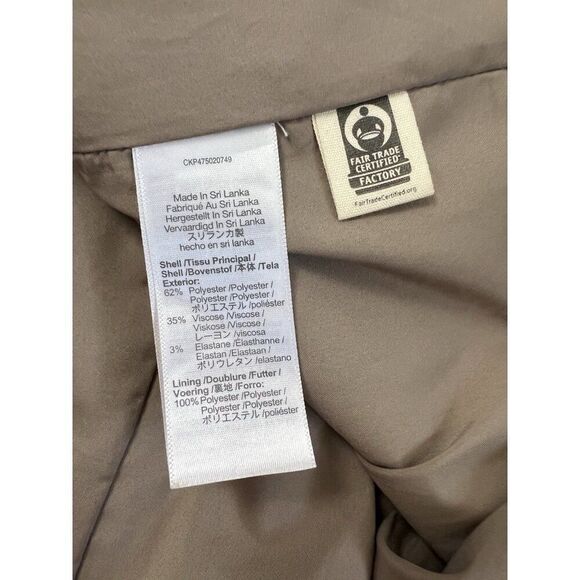 CKP475020749
Made In Sri Lanka
Fabriqué Au Sri Lanka
Hergestellt In Sri Lanka
Vervaardigd In Sri Lanka
スリランカ製
hecho en sri lanka
Shell /Tissu Principal /
Shell /Bovenstof /本体 /Tela
Exterior:
62% Polyester /Polyester /
Polyester /Polyester /
ポリエステル /poliéster
35% Viscose /Viscose /
Viskose /Viscose /
レーヨン /viscosa
3% Elastane /Élasthanne /
Elastan /Elastaan /
ポリウレタン /elastano
Lining /Doublure /Futter /
Voering /裏地 /Forro:
100% Polyester /Polyester /
Polyester /Polyester /
ポリエステル /poliéster
FAIR TRADE
CERTIFIED
FACTORY
FairTradeCertified.org